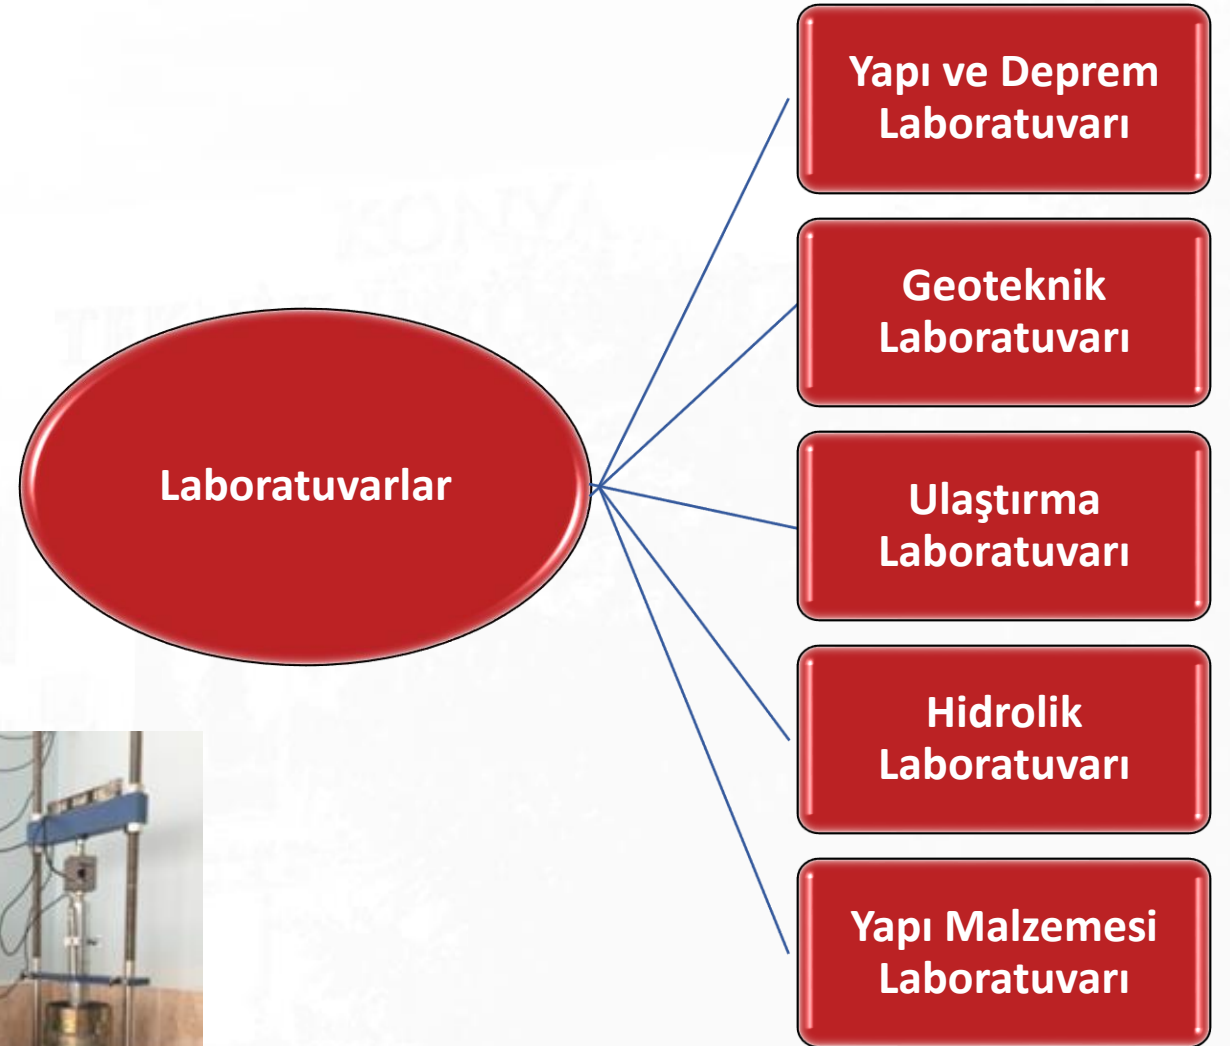 Yapı ve Deprem
Laboratuvarı
Geoteknik
Laboratuvarı
Laboratuvarlar
Ulaştırma
Laboratuvarı
Hidrolik
Laboratuvarı
Yapı Malzemesi
Laboratuvarı